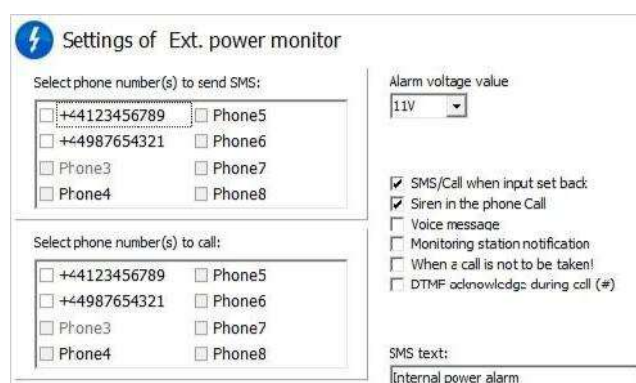 Settings of Ext. power monitor
Select phone number(s) to send SMS:
+44123456789 Phone5
+44987654321 Phone6
Phone3 Phone7
Phone4 Phone8
Select phone number(s) to call:
+44123456789 Phone5
+44987654321 Phone6
Phone3 Phone7
Phone4 Phone8
Alarm voltage value
11V
SMS/Call when input set back
Siren in the phone Call
Voice message
Monitoring station notification
When a call is not to be taken!
DTMF acknowledge during call (#)
SMS text:
Internal power alarm